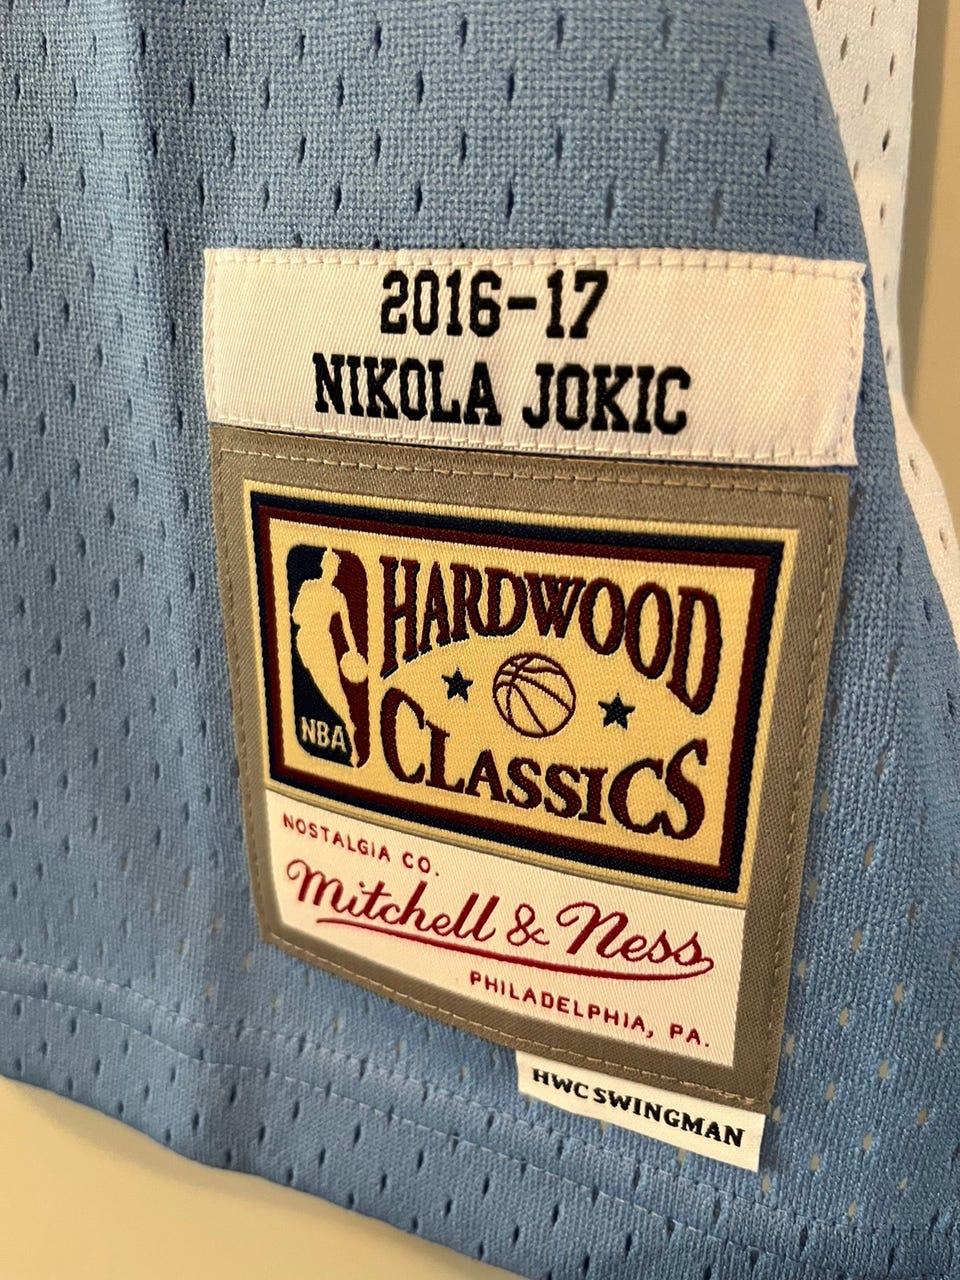 2016-17
NIKOLA JOKIC
HARDWOOD
CLASSICS
NBA
NOSTALGIA CO.
Mitchell & Ness
PHILADELPHIA, PA.
HWC SWINGMAN